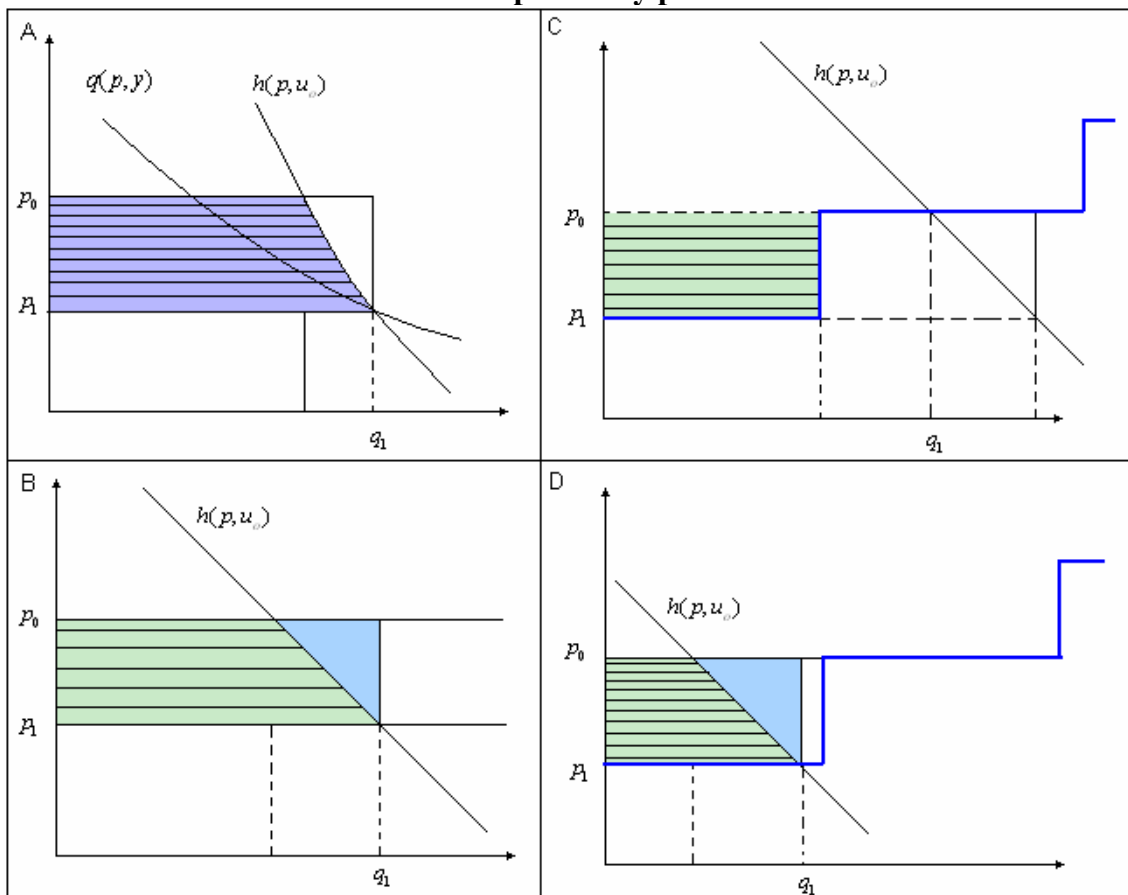 A
q(p, y)
h(p, u₀)
p₀
p₁
q₁
C
h(p, u₀)
p₀
p₁
q₁
B
h(p, u₀)
p₀
p₁
q₁
D
h(p, u₀)
p₀
p₁
q₁